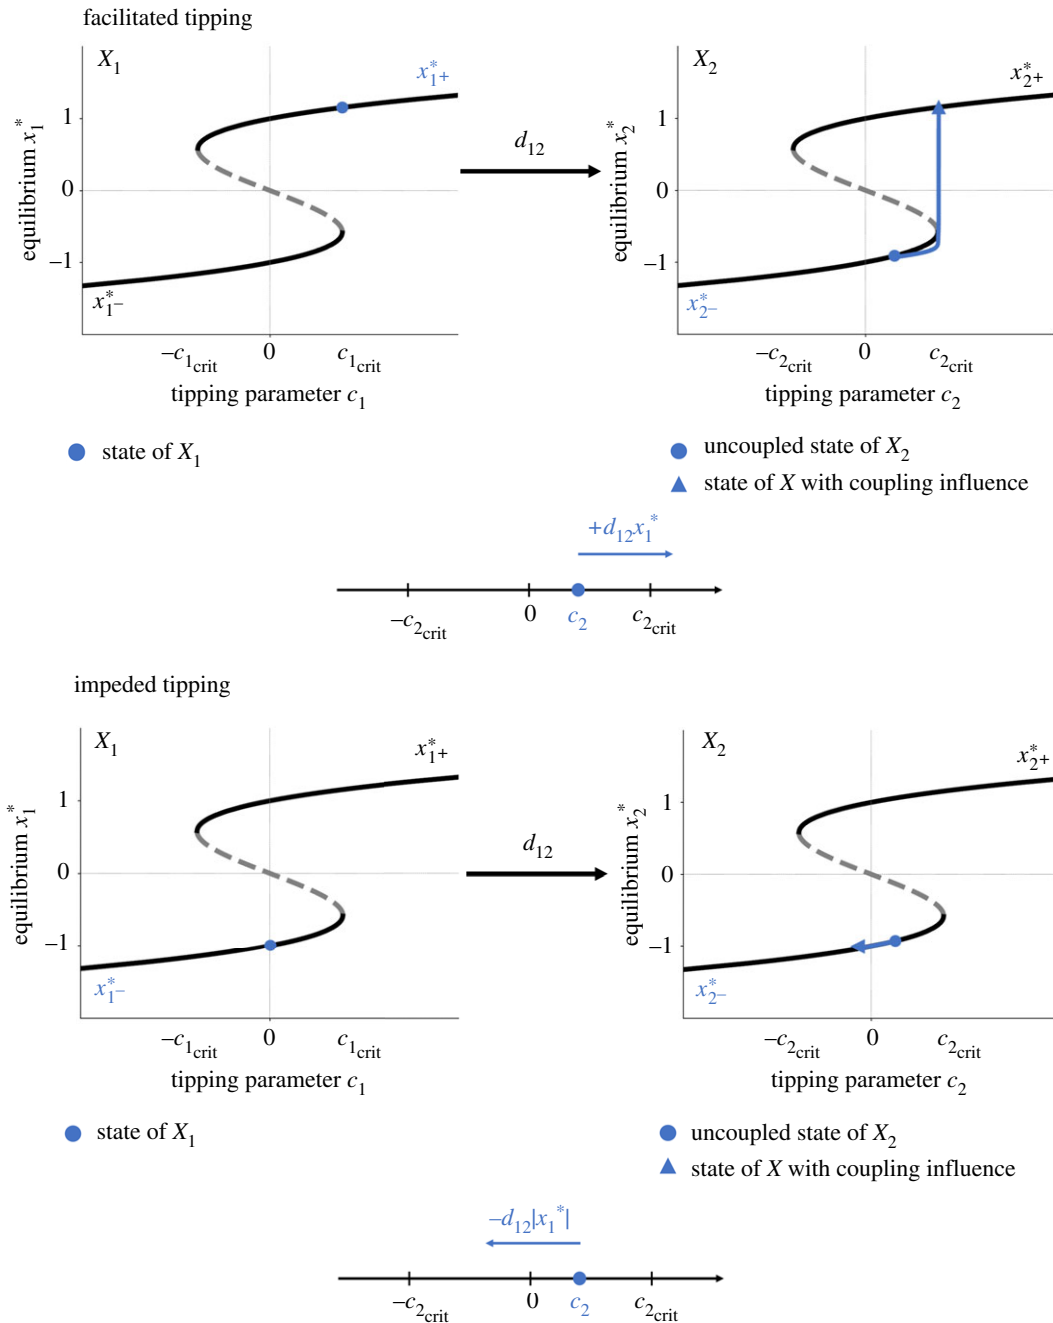 facilitated tipping
X1
x*1+
equilibrium x1*
1
0
−1
x*1−
−c1crit
0
c1crit
tipping parameter c1
d12
X2
x*2+
equilibrium x2*
1
0
−1
x*2−
−c2crit
0
c2crit
tipping parameter c2
state of X1
uncoupled state of X2
state of X with coupling influence
+d12x1*
−c2crit
0
c2
c2crit
impeded tipping
X1
x*1+
equilibrium x1*
1
0
−1
x*1−
−c1crit
0
c1crit
tipping parameter c1
d12
X2
x*2+
equilibrium x2*
1
0
−1
x*2−
−c2crit
0
c2crit
tipping parameter c2
state of X1
uncoupled state of X2
state of X with coupling influence
−d12|x1*|
−c2crit
0
c2
c2crit